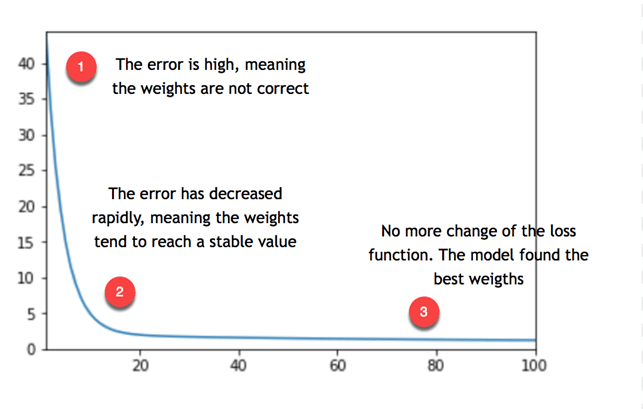 1
The error is high, meaning
the weights are not correct
The error has decreased
rapidly, meaning the weights
tend to reach a stable value
2
No more change of the loss
function. The model found the
best weigths
3
40
35
30
25
20
15
10
5
0
20 40 60 80 100